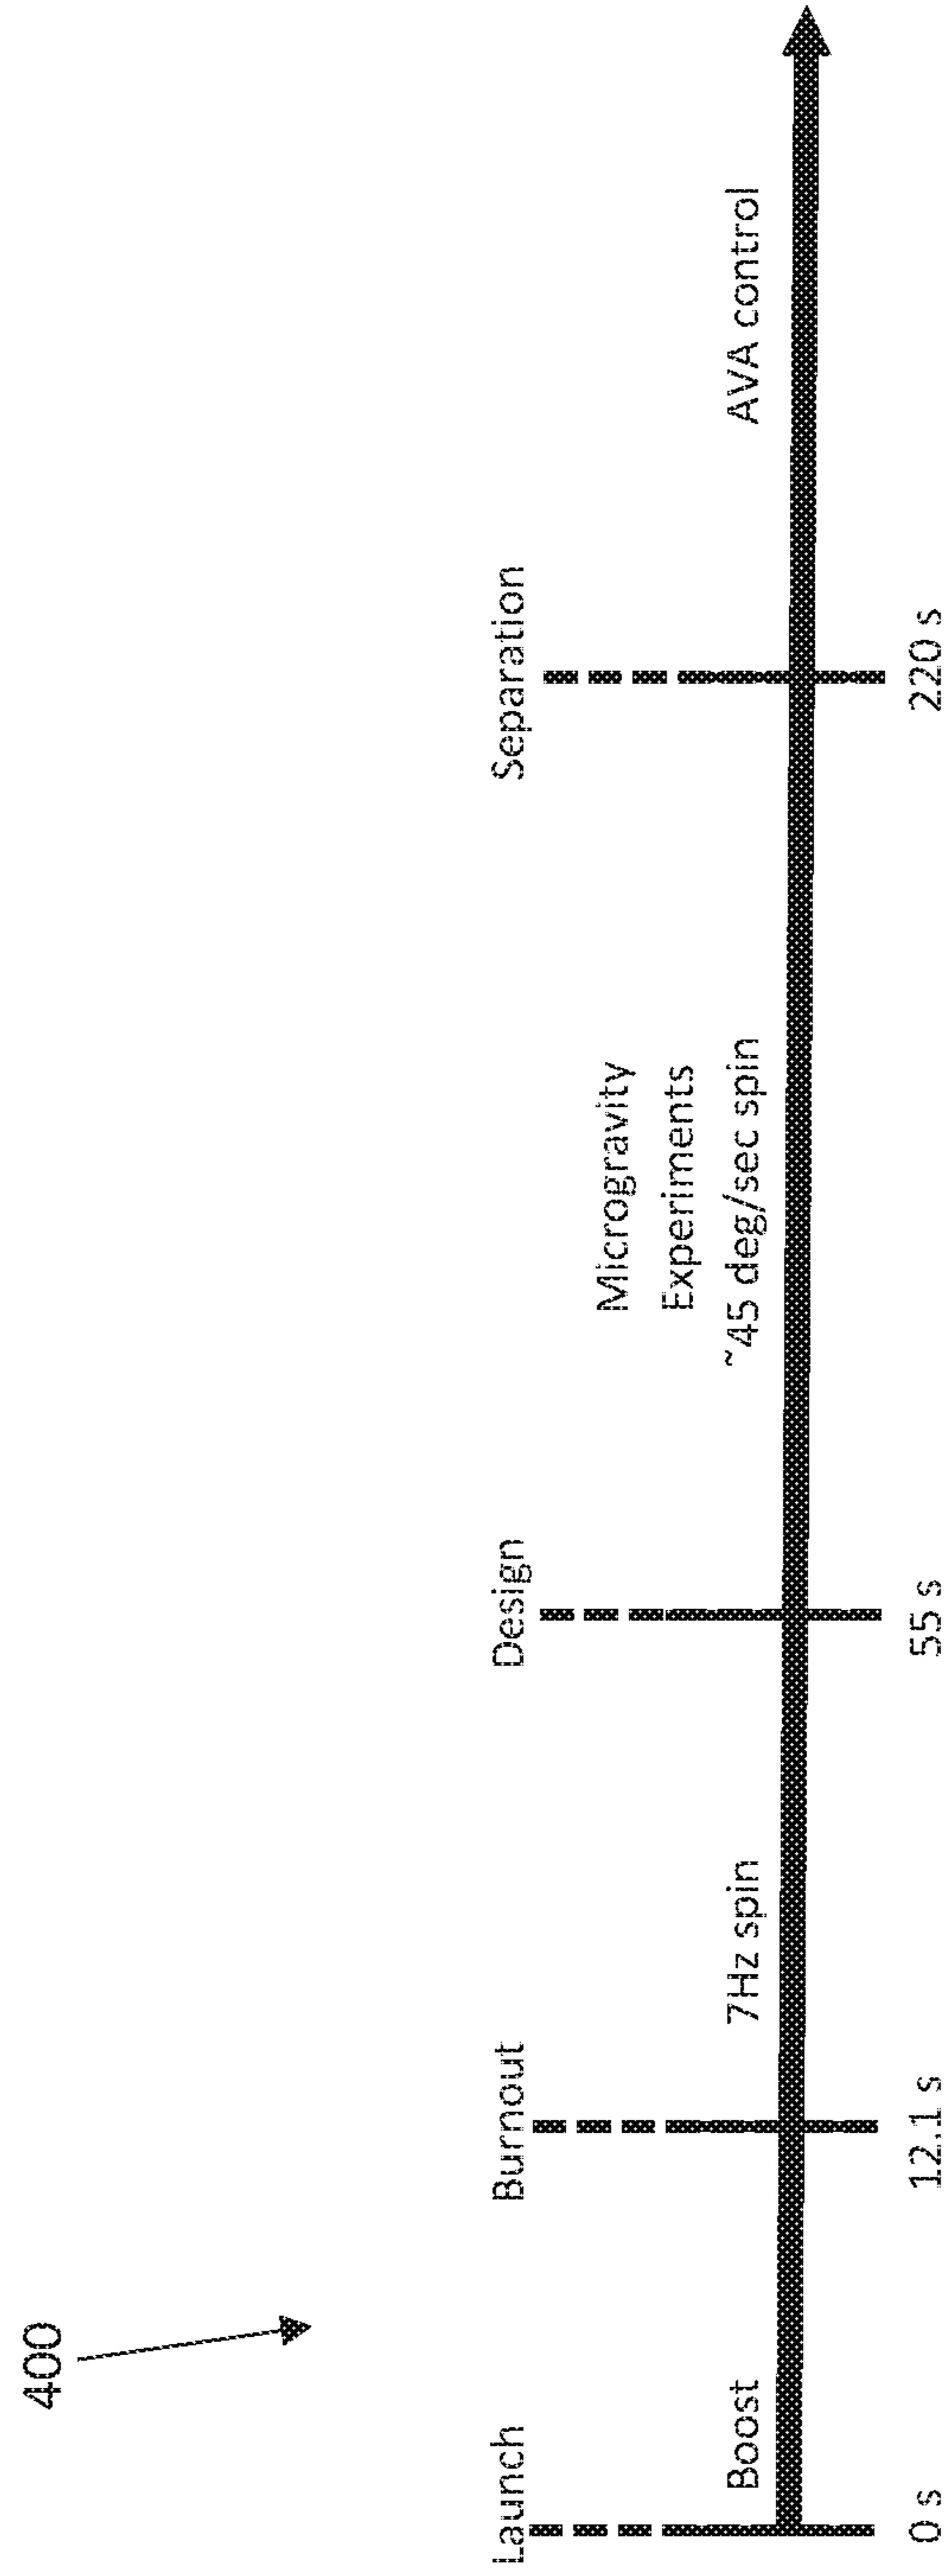 400
Launch
Burnout
Design
Separation
Boost
7Hz spin
Microgravity
Experiments
~45 deg/sec spin
AVA control
0 s
12.1 s
55 s
220 s